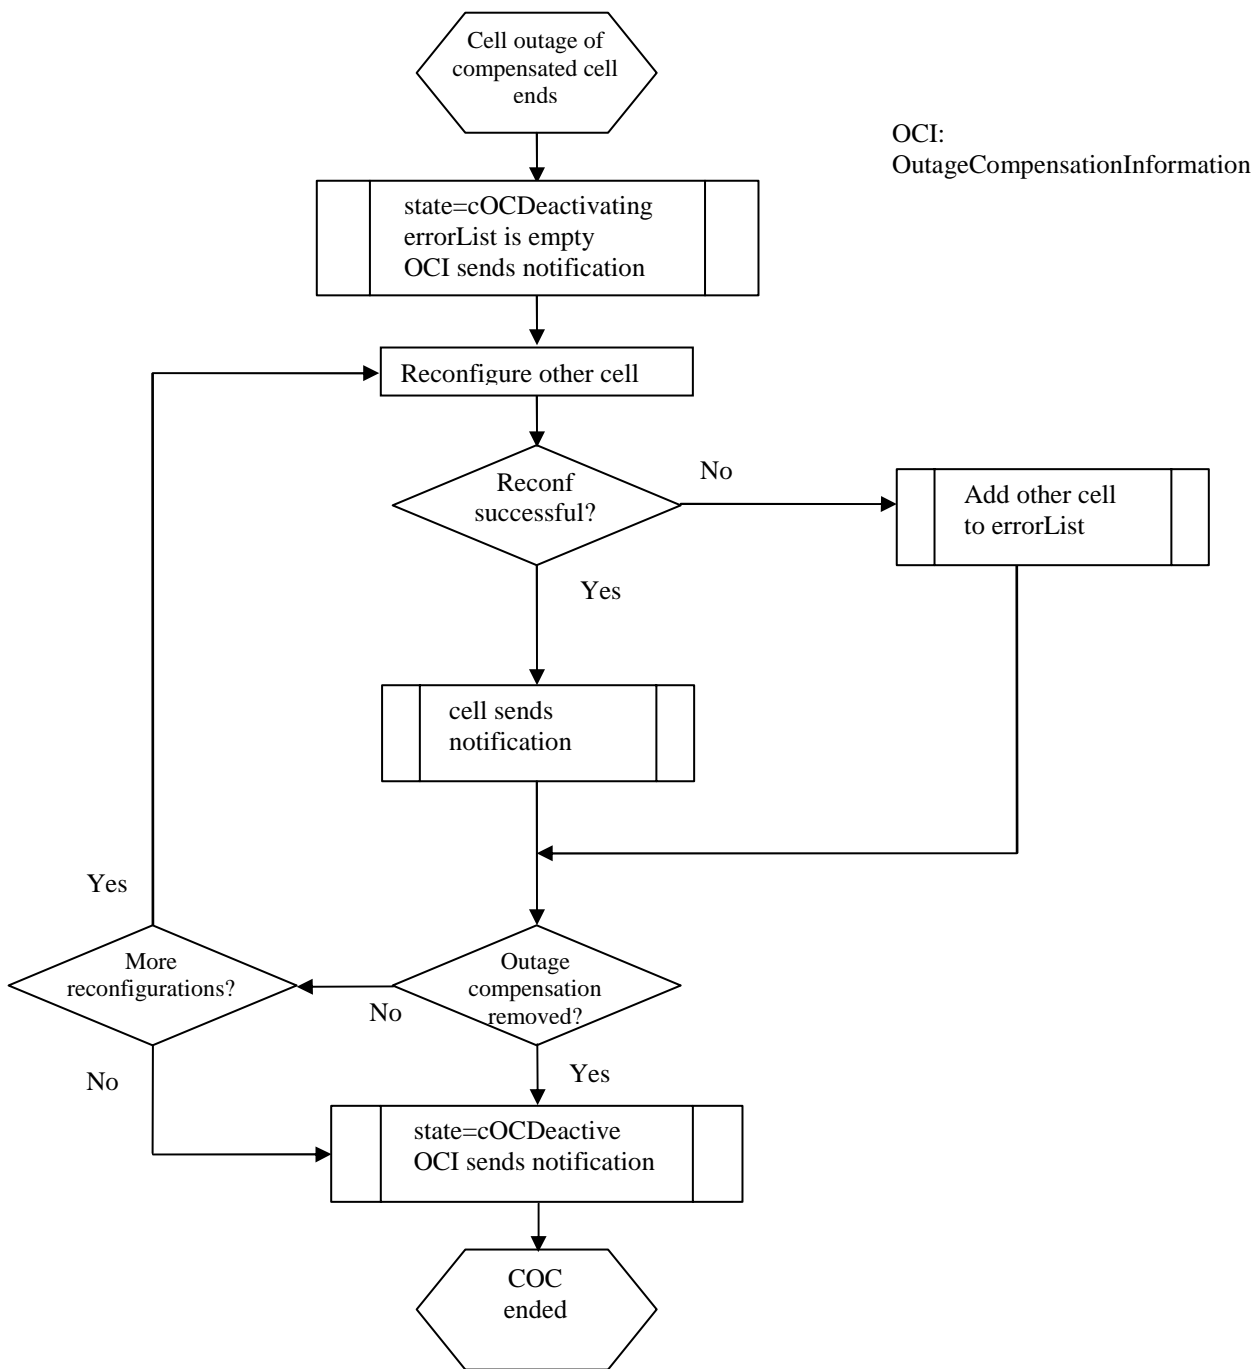 Cell outage of
compensated cell
ends
OCI:
OutageCompensationInformation
state=cOCDeactivating
errorList is empty
OCI sends notification
Reconfigure other cell
Reconf
successful?
No
Add other cell
to errorList
Yes
cell sends
notification
Yes
More
reconfigurations?
No
Outage
compensation
removed?
No
Yes
state=cOCDeactive
OCI sends notification
COC
ended